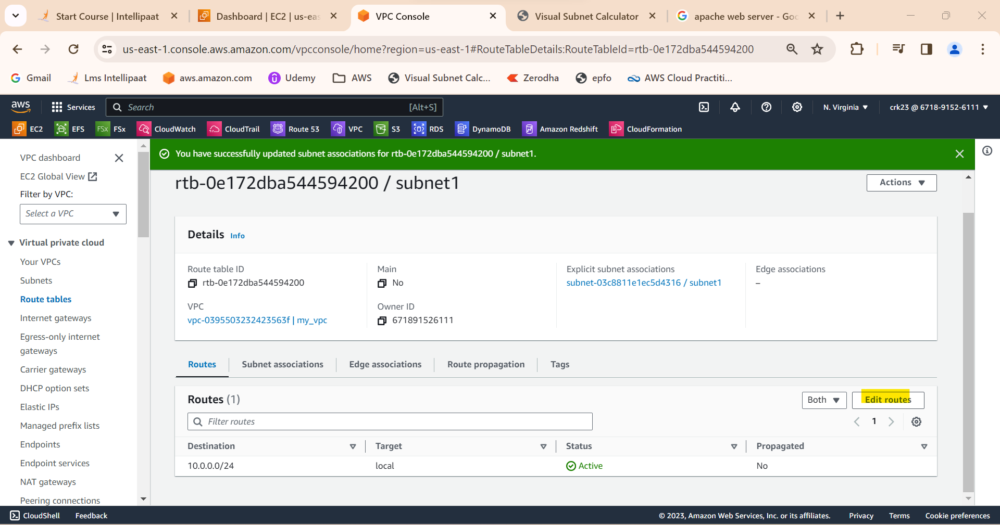 Start Course | Intellipaat
Dashboard | EC2 | us-eas
VPC Console
Visual Subnet Calculator
apache web server - Goo
us-east-1.console.aws.amazon.com/vpcconsole/home?region=us-east-1#RouteTableDetails:RouteTableId=rtb-0e172dba544594200
Gmail
Lms Intellipaat
aws.amazon.com
Udemy
AWS
Visual Subnet Calc...
Zerodha
epfo
AWS Cloud Practiti...
aws
Services
Search
[Alt+S]
N. Virginia
crk23 @ 6718-9152-6111
EC2
EFS
FSx
FSx
CloudWatch
CloudTrail
Route 53
VPC
S3
RDS
DynamoDB
Amazon Redshift
CloudFormation
VPC dashboard
EC2 Global View
Filter by VPC:
Select a VPC
Virtual private cloud
Your VPCs
Subnets
Route tables
Internet gateways
Egress-only internet
gateways
Carrier gateways
DHCP option sets
Elastic IPs
Managed prefix lists
Endpoints
Endpoint services
NAT gateways
Peering connections
You have successfully updated subnet associations for rtb-0e172dba544594200 / subnet1.
rtb-0e172dba544594200 / subnet1
Actions
Details
Info
Route table ID
rtb-0e172dba544594200
Main
No
Explicit subnet associations
subnet-03c8811e1ec5d4316 / subnet1
Edge associations
–
VPC
vpc-0395503232423563f | my_vpc
Owner ID
671891526111
Routes
Subnet associations
Edge associations
Route propagation
Tags
Routes (1)
Both
Edit routes
Filter routes
1
Destination
Target
Status
Propagated
10.0.0.0/24
local
Active
No
CloudShell
Feedback
© 2023, Amazon Web Services, Inc. or its affiliates.
Privacy
Terms
Cookie preferences